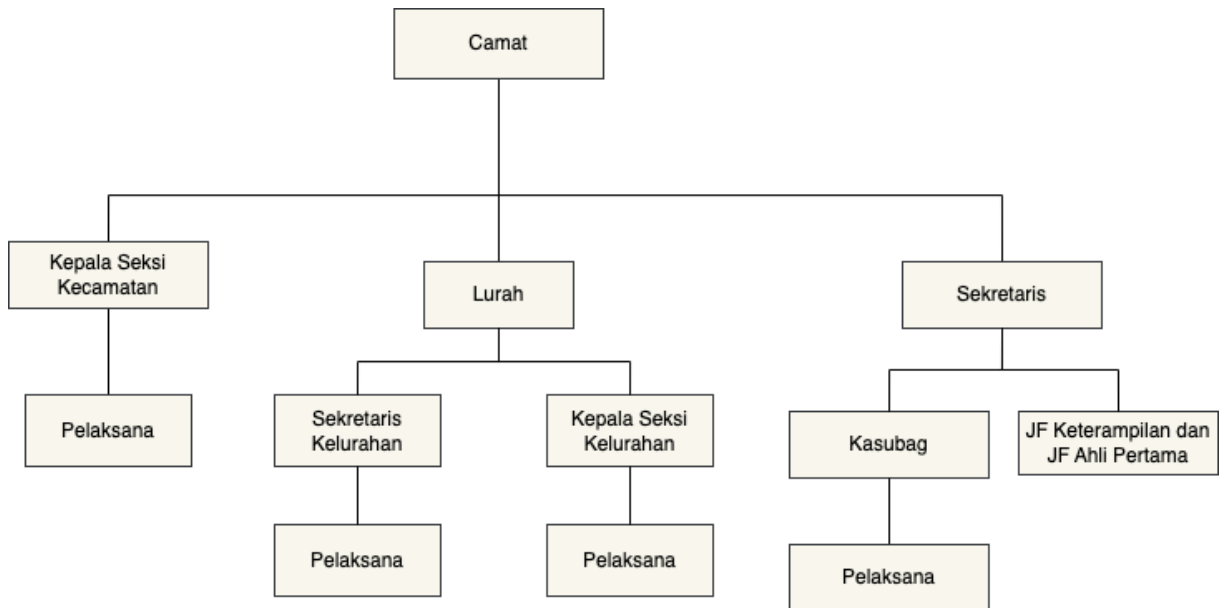 Camat
Kepala Seksi
Kecamatan
Lurah
Sekretaris
Pelaksana
Sekretaris
Kelurahan
Kepala Seksi
Kelurahan
Kasubag
JF Keterampilan dan
JF Ahli Pertama
Pelaksana
Pelaksana
Pelaksana